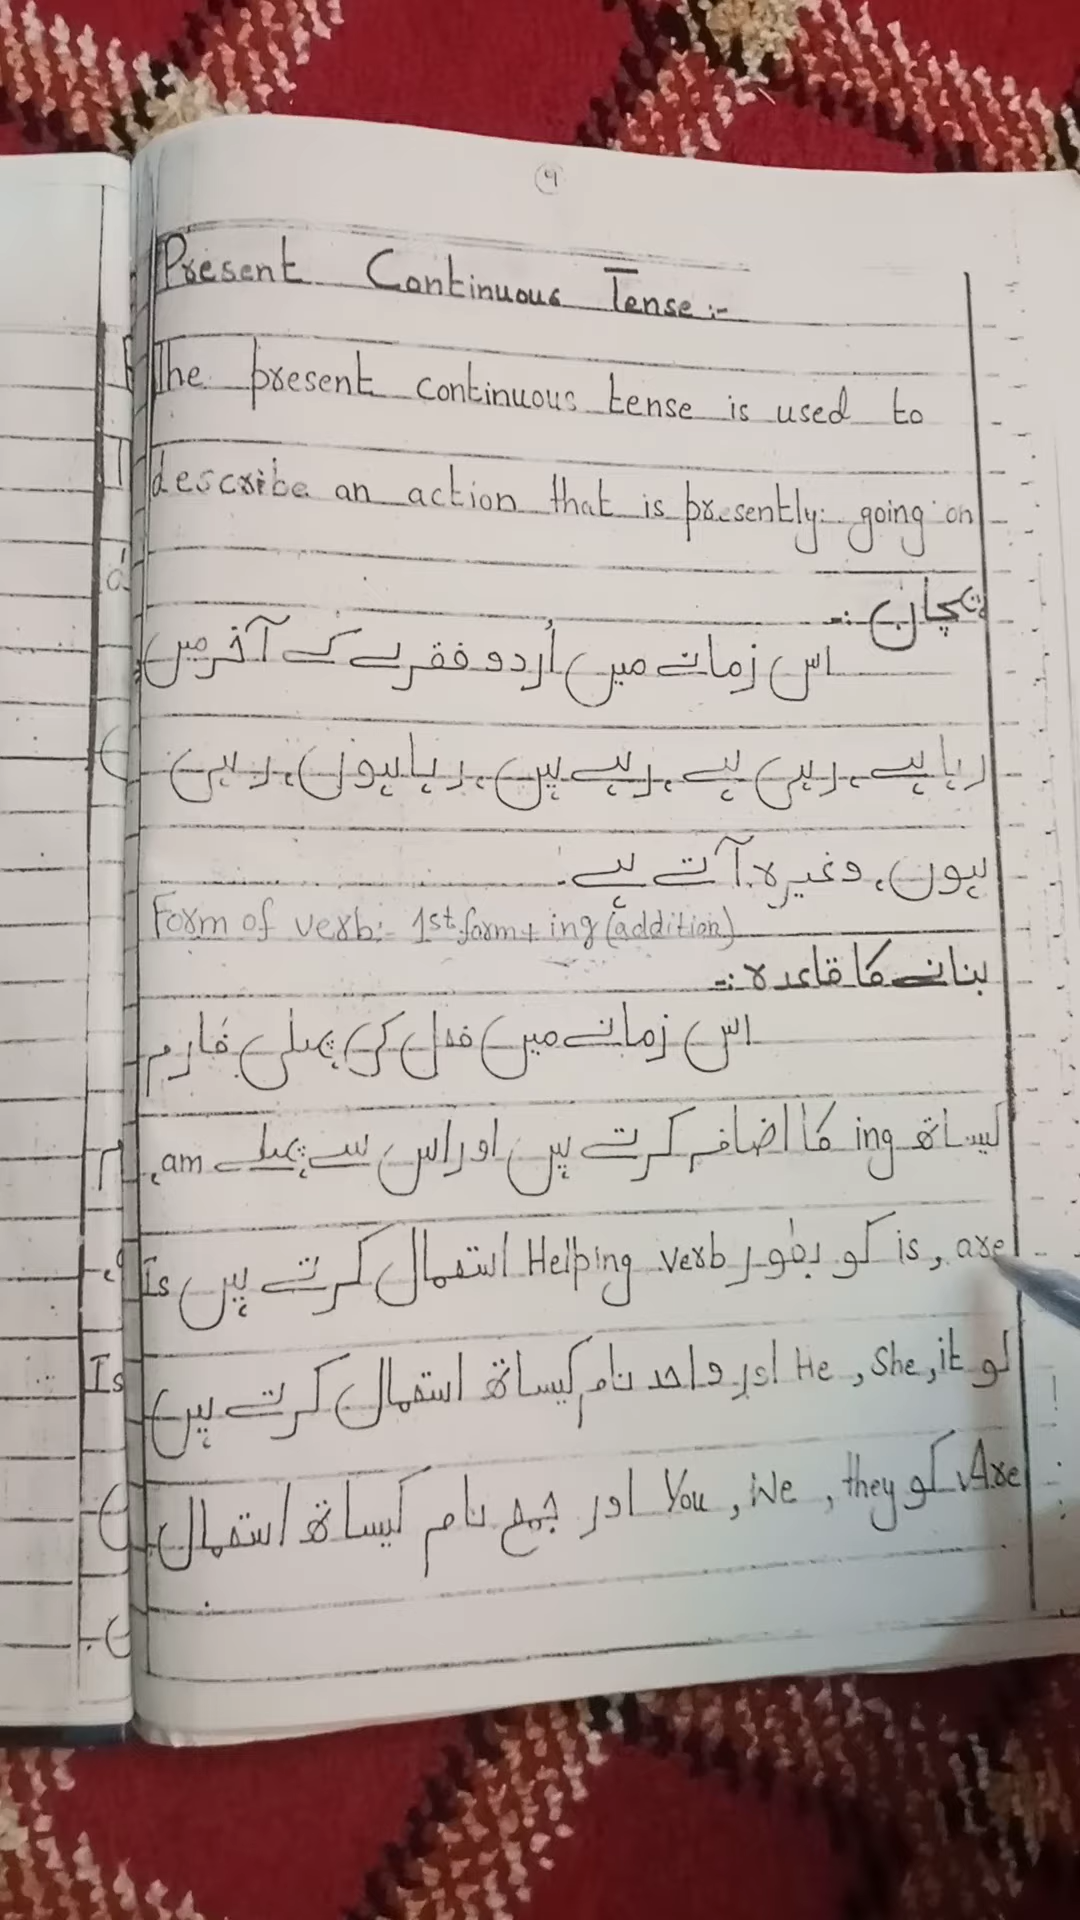 9
Present Continuous Tense:-
The present continuous tense is used to
describe an action that is presently going on
پہچان :-
اس زمانے میں اُردو فقرے کے آخر میں
رہا ہے، رہی ہے، رہے ہیں، رہا ہوں، رہی
ہوں، وغیرہ آتے ہے۔
Form of verb:- 1st form + ing (addition)
بنانے کا قاعدہ :-
اس زمانے میں فعل کی پہلی فارم
کیساتھ ing کا اضافہ کرتے ہیں اور اس سے پہلے am,
is, are کو بطور Helping verb استعمال کرتے ہیں Is
کو He, She, it اور واحد نام کیساتھ استعمال کرتے ہیں
Are کو You, We, they اور جمع نام کیساتھ استعمال